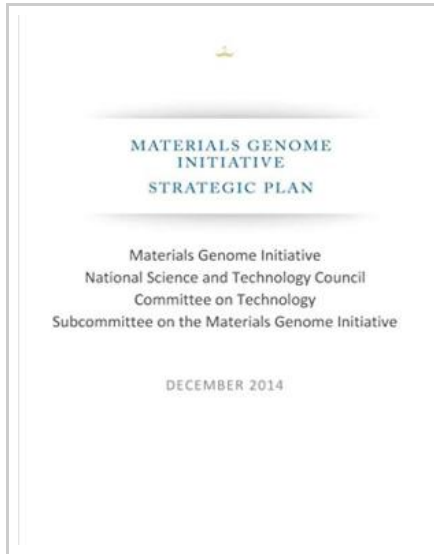 MATERIALS GENOME
INITIATIVE
STRATEGIC PLAN
Materials Genome Initiative
National Science and Technology Council
Committee on Technology
Subcommittee on the Materials Genome Initiative
DECEMBER 2014